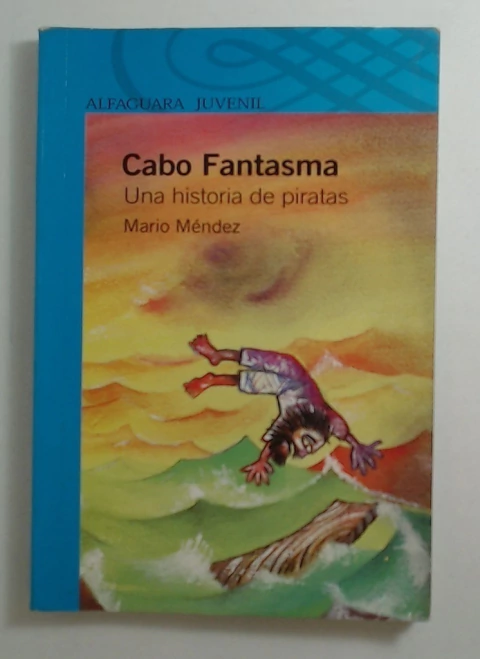 ALFAGUARA JUVENIL
Cabo Fantasma
Una historia de piratas
Mario Méndez